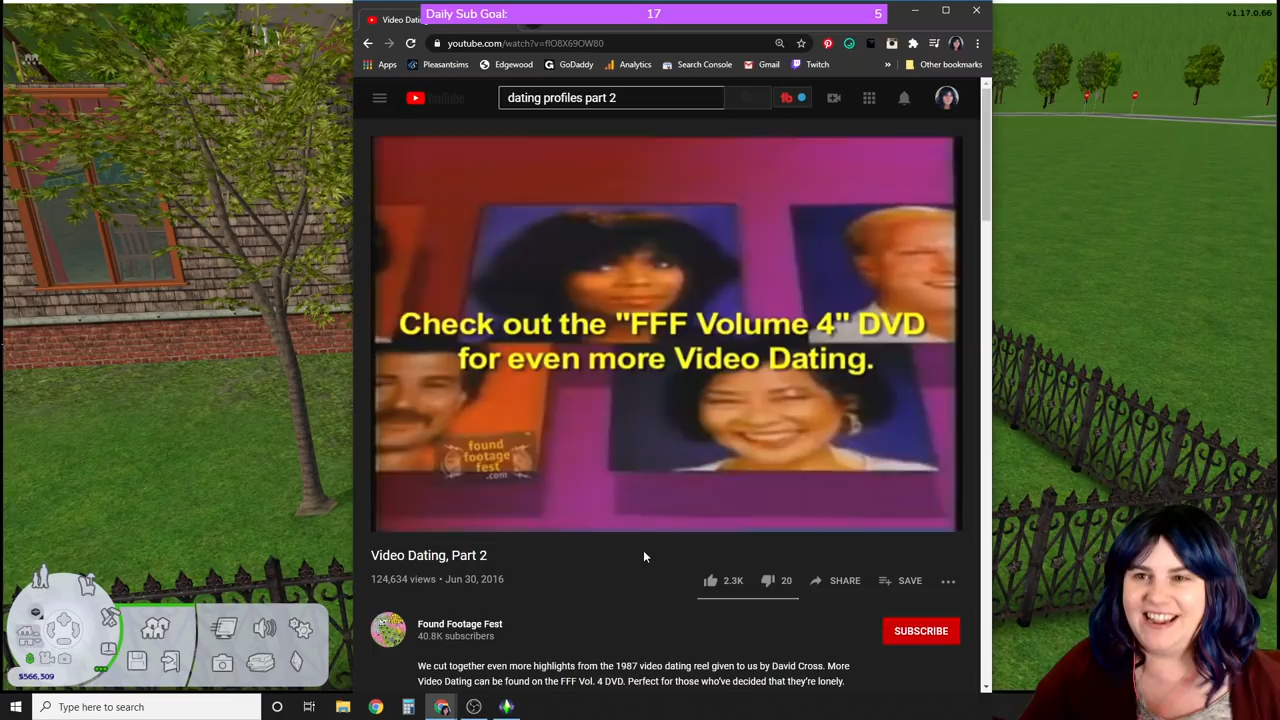 Daily Sub Goal: 17 5
v1.17.0.66
Video Dati
youtube.com/watch?v=flO8X69OW80
Apps Pleasantsims Edgewood GoDaddy Analytics Search Console Gmail Twitch » Other bookmarks
YouTube dating profiles part 2 tb
Check out the "FFF Volume 4" DVD
for even more Video Dating.
found
footage
fest
.com
Video Dating, Part 2
124,634 views • Jun 30, 2016
2.3K 20 SHARE SAVE
Found Footage Fest
40.8K subscribers
SUBSCRIBE
We cut together even more highlights from the 1987 video dating reel given to us by David Cross. More
Video Dating can be found on the FFF Vol. 4 DVD. Perfect for those who've decided that they're lonely.
$566,309
Type here to search